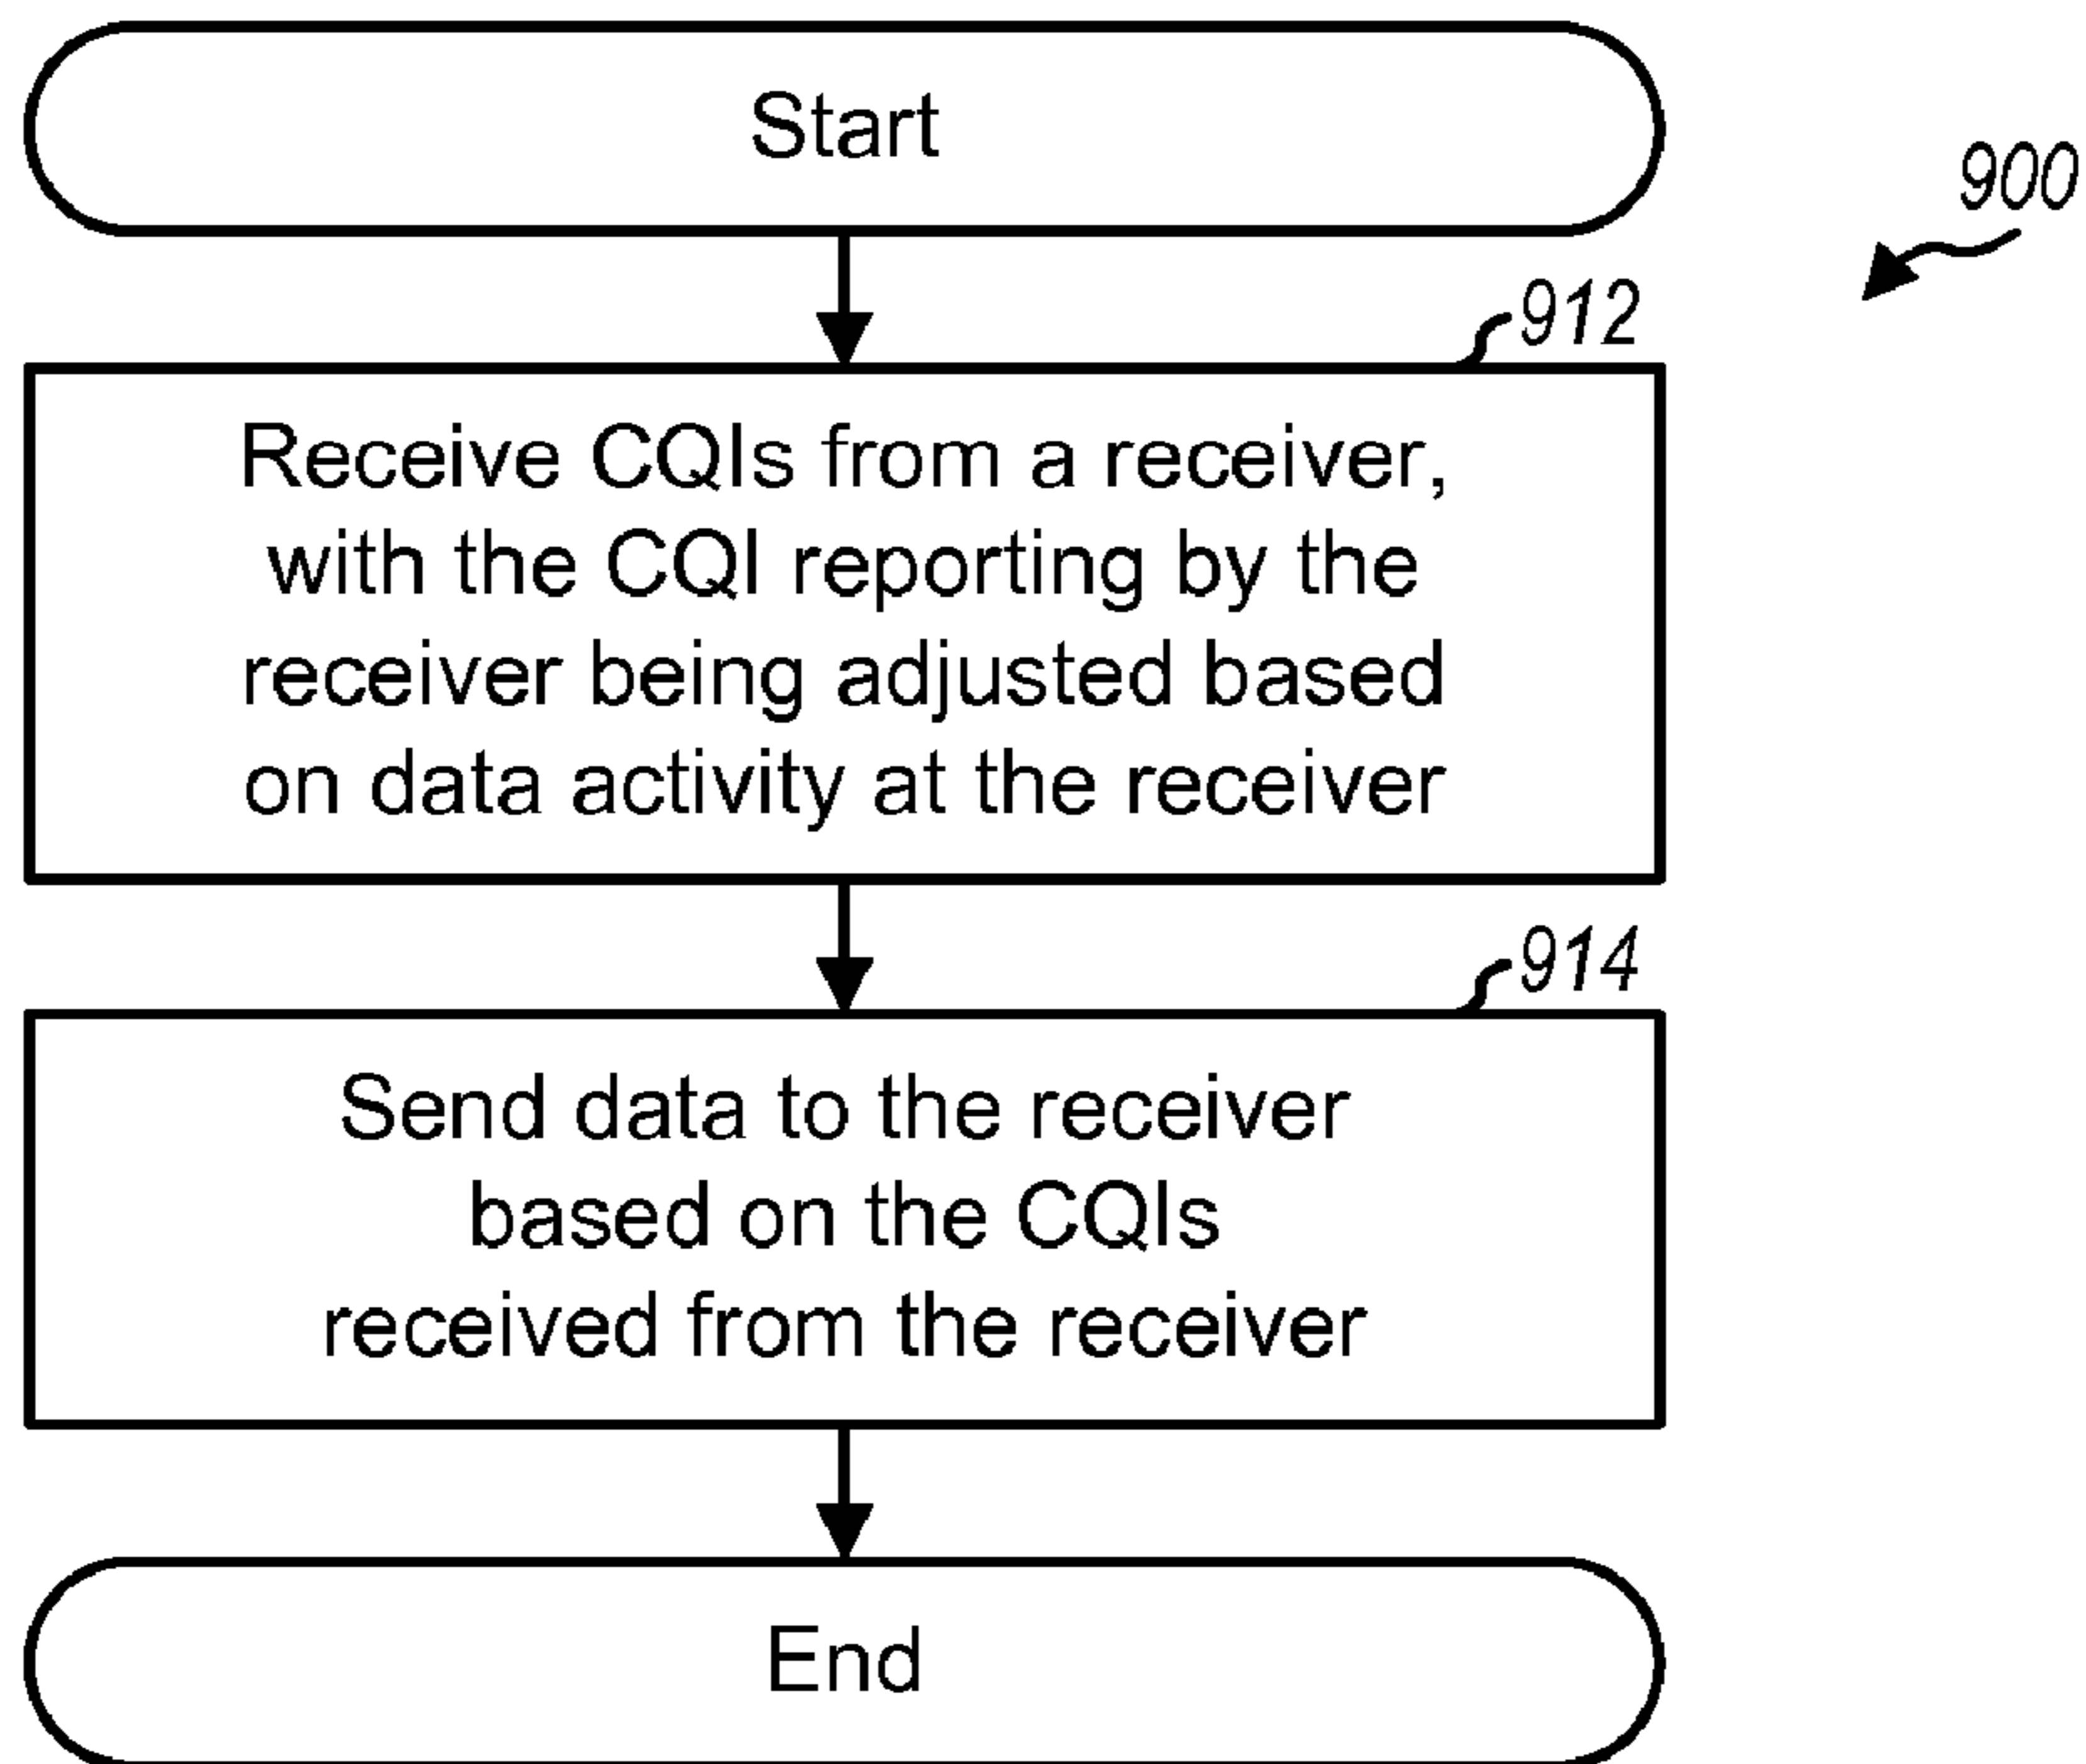 Start
900
912
Receive CQIs from a receiver,
with the CQI reporting by the
receiver being adjusted based
on data activity at the receiver
914
Send data to the receiver
based on the CQIs
received from the receiver
End